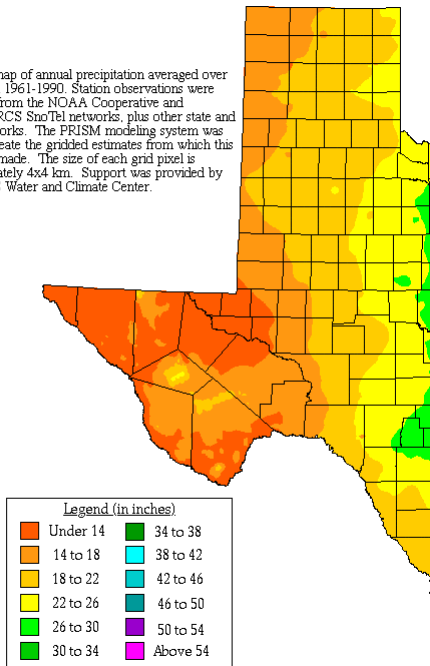 map of annual precipitation averaged over
1961-1990. Station observations were
from the NOAA Cooperative and
RCS SnoTel networks, plus other state and
orks. The PRISM modeling system was
eate the gridded estimates from which this
made. The size of each grid pixel is
ately 4x4 km. Support was provided by
Water and Climate Center.
Legend (in inches)
Under 14
14 to 18
18 to 22
22 to 26
26 to 30
30 to 34
34 to 38
38 to 42
42 to 46
46 to 50
50 to 54
Above 54